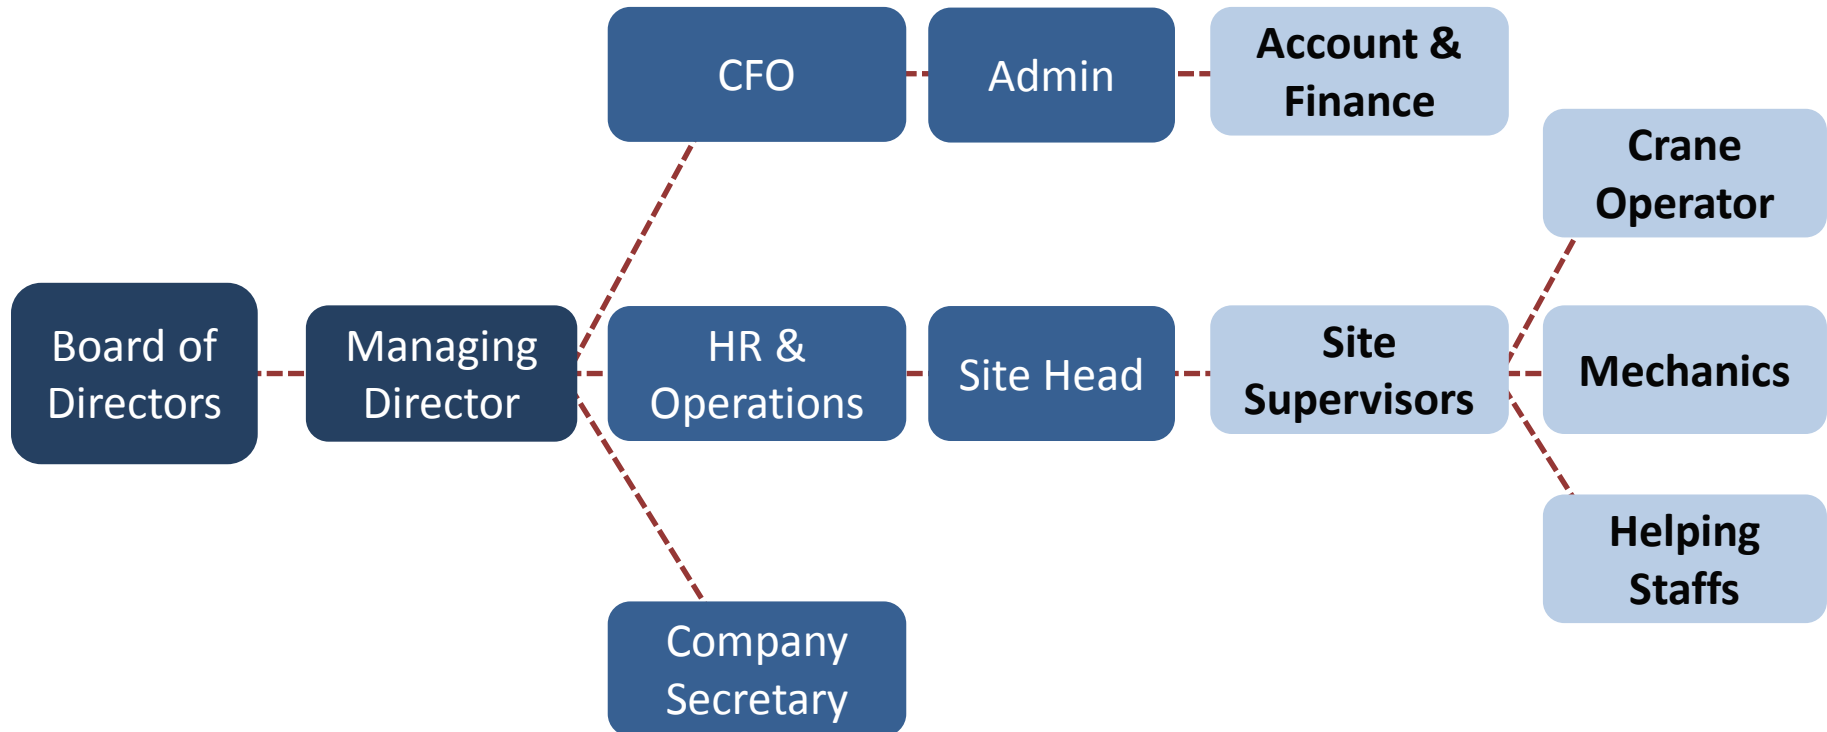 CFO
Admin
Account &
Finance
Crane
Operator
Board of
Directors
Managing
Director
HR &
Operations
Site Head
Site
Supervisors
Mechanics
Helping
Staffs
Company
Secretary